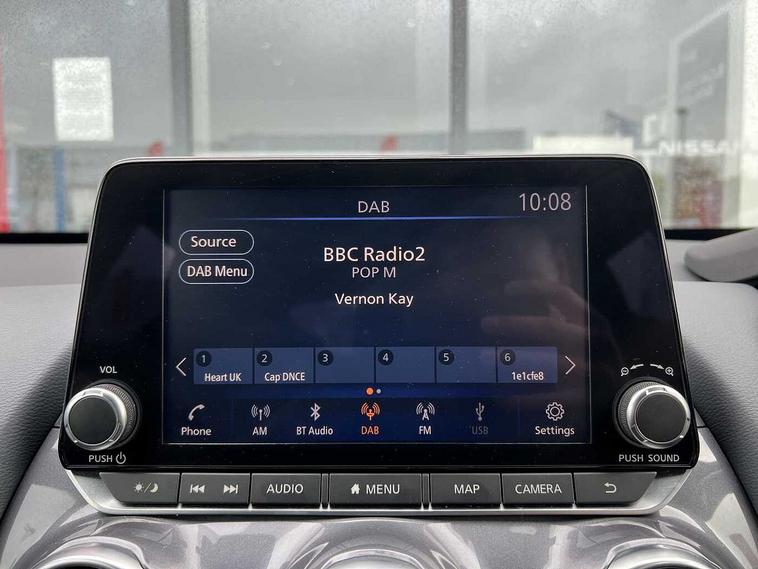 NISSAN
DAB
10:08
Source
DAB Menu
BBC Radio2
POP M
Vernon Kay
1
2
3
4
5
6
Heart UK
Cap DNCE
1e1cfe8
Phone
AM
BT Audio
DAB
FM
USB
Settings
VOL
PUSH
PUSH SOUND
AUDIO
MENU
MAP
CAMERA